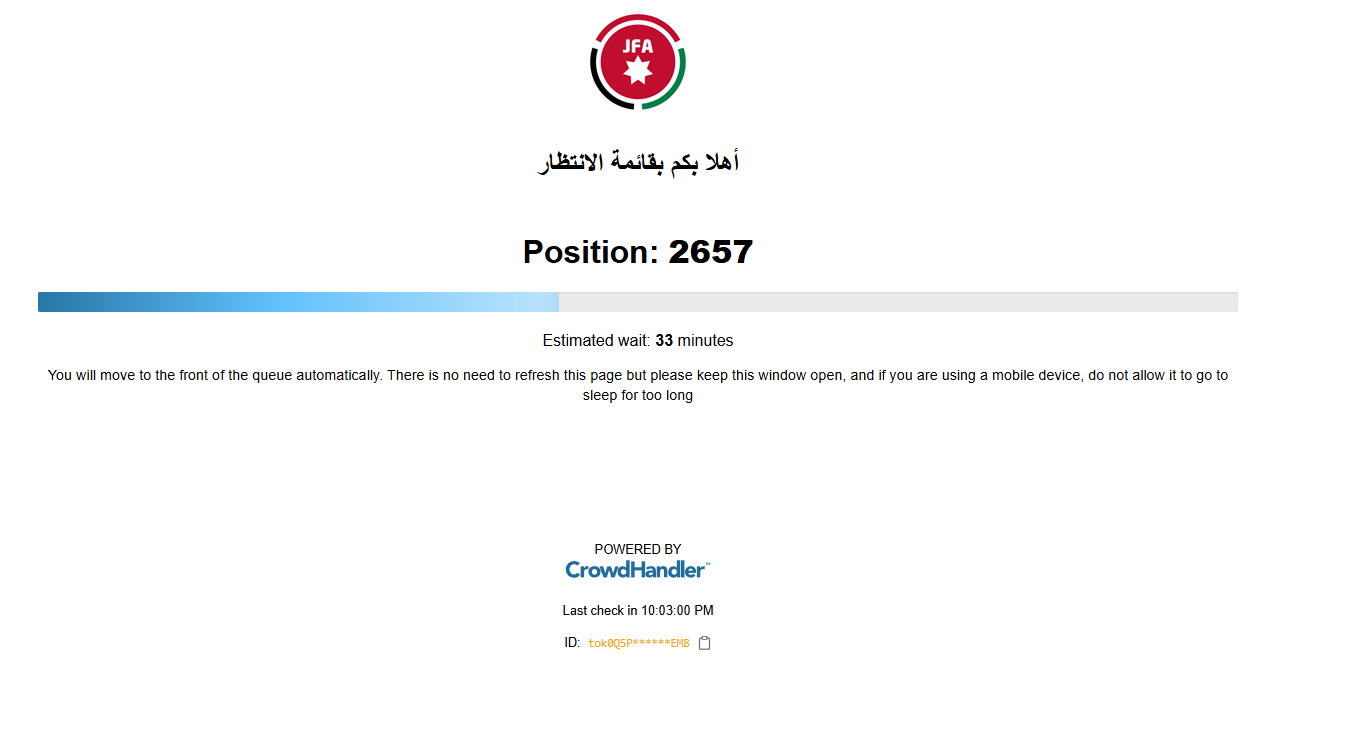 JFA
أهلا بكم بقائمة الانتظار
Position: 2657
Estimated wait: 33 minutes
You will move to the front of the queue automatically. There is no need to refresh this page but please keep this window open, and if you are using a mobile device, do not allow it to go to
sleep for too long
POWERED BY
CrowdHandler™
Last check in 10:03:00 PM
ID: tok0Q5P******EM8